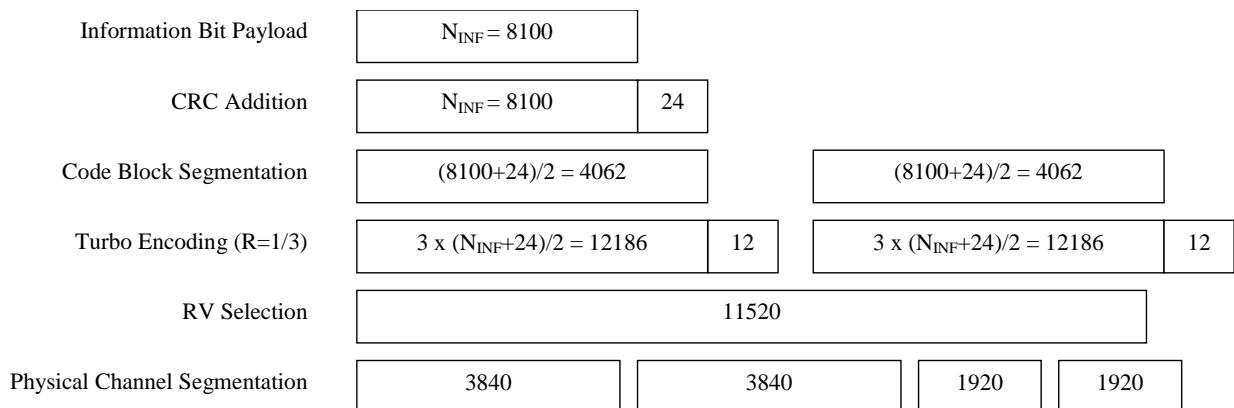 Information Bit Payload N_INF = 8100
CRC Addition N_INF = 8100 24
Code Block Segmentation (8100+24)/2 = 4062 (8100+24)/2 = 4062
Turbo Encoding (R=1/3) 3 x (N_INF+24)/2 = 12186 12 3 x (N_INF+24)/2 = 12186 12
RV Selection 11520
Physical Channel Segmentation 3840 3840 1920 1920